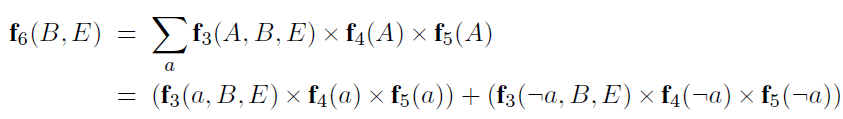 f₆(B, E) = ∑ₐ f₃(A, B, E) × f₄(A) × f₅(A)
= (f₃(a, B, E) × f₄(a) × f₅(a)) + (f₃(¬a, B, E) × f₄(¬a) × f₅(¬a))